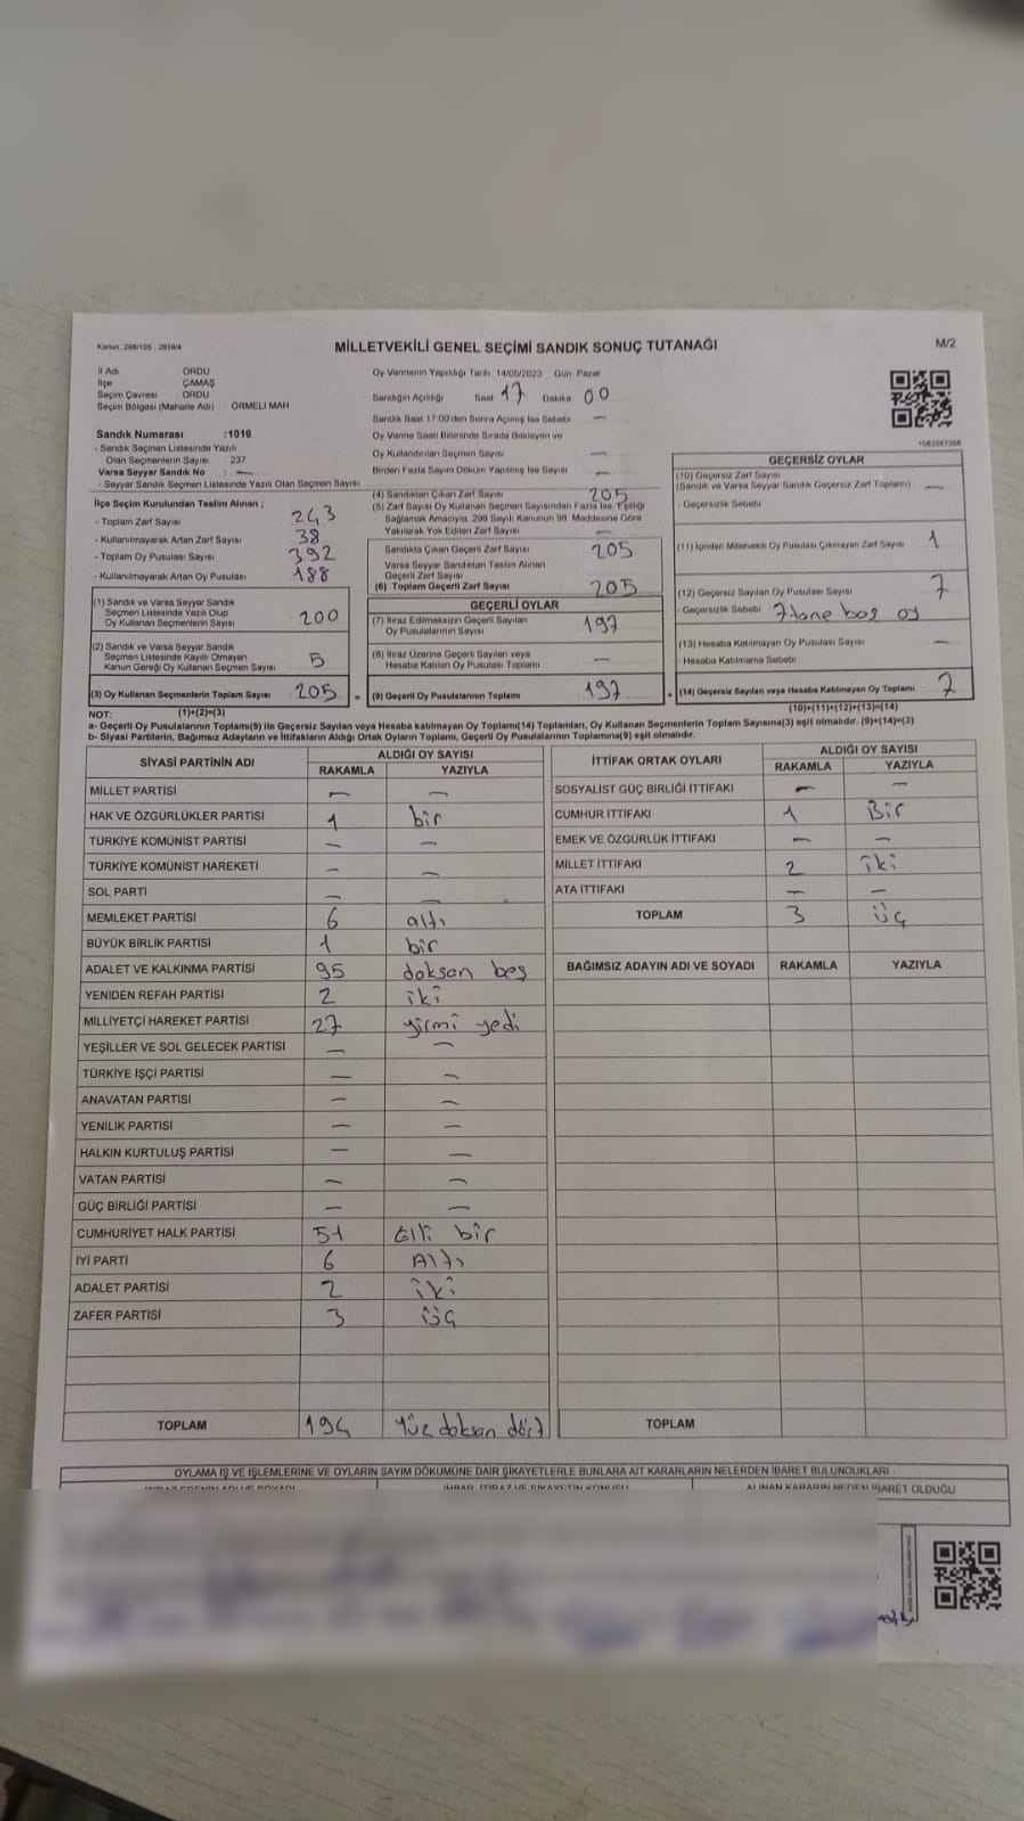 Kanun: 298/105 : 2818/4
MİLLETVEKİLİ GENEL SEÇİMİ SANDIK SONUÇ TUTANAĞI
M/2
İl Adı ORDU
İlçe ÇAMAŞ
Seçim Çevresi ORDU
Seçim Bölgesi (Mahalle Adı) ORMELİ MAH
Sandık Numarası :1016
- Sandık Seçmen Listesinde Yazılı
Olan Seçmenlerin Sayısı 237
Varsa Seyyar Sandık No : —
- Seyyar Sandık Seçmen Listesinde Yazılı Olan Seçmen Sayısı
Oy Vermenin Yapıldığı Tarih: 14/05/2023 Gün: Pazar
Sandığın Açıldığı Saat 17 Dakika 00
Sandık Saat 17:00'den Sonra Açılmış İse Sebebi —
Oy Verme Saati Bitiminde Sırada Bekleyen ve
Oy Kullandırılan Seçmen Sayısı —
Birden Fazla Sayım Döküm Yapılmış İse Sayısı —
İlçe Seçim Kurulundan Teslim Alınan ;
- Toplam Zarf Sayısı 243
- Kullanılmayarak Artan Zarf Sayısı 38
- Toplam Oy Pusulası Sayısı 392
- Kullanılmayarak Artan Oy Pusulası 188
(1) Sandık ve Varsa Seyyar Sandık
Seçmen Listesinde Yazılı Olup
Oy Kullanan Seçmenlerin Sayısı 200
(2) Sandık ve Varsa Seyyar Sandık
Seçmen Listesinde Kayıtlı Olmayan
Kanun Gereği Oy Kullanan Seçmen Sayısı 5
(3) Oy Kullanan Seçmenlerin Toplam Sayısı 205
(1)+(2)=(3)
(4) Sandıktan Çıkan Zarf Sayısı 205
(5) Zarf Sayısı Oy Kullanan Seçmen Sayısından Fazla İse, Eşitliği
Sağlamak Amacıyla, 298 Sayılı Kanunun 98. Maddesine Göre
Yakılarak Yok Edilen Zarf Sayısı —
Sandıkta Çıkan Geçerli Zarf Sayısı 205
Varsa Seyyar Sandıktan Teslim Alınan
Geçerli Zarf Sayısı
(6) Toplam Geçerli Zarf Sayısı 205
GEÇERLİ OYLAR
(7) İtiraz Edilmeksizin Geçerli Sayılan
Oy Pusulalarının Sayısı 197
(8) İtiraz Üzerine Geçerli Sayılan veya
Hesaba Katılan Oy Pusulası Toplamı —
(9) Geçerli Oy Pusulalarının Toplamı 197
GEÇERSİZ OYLAR
(10) Geçersiz Zarf Sayısı
(Sandık ve Varsa Seyyar Sandık Geçersiz Zarf Toplamı) —
- Geçersizlik Sebebi
(11) İçinden Milletvekili Oy Pusulası Çıkmayan Zarf Sayısı 1
(12) Geçersiz Sayılan Oy Pusulası Sayısı 7
- Geçersizlik Sebebi 7 tane boş oy
(13) Hesaba Katılmayan Oy Pusulası Sayısı —
Hesaba Katılmama Sebebi
(14) Geçersiz Sayılan veya Hesaba Katılmayan Oy Toplamı 7
(10)+(11)+(12)+(13)=(14)
NOT:
a- Geçerli Oy Pusulalarının Toplamı(9) ile Geçersiz Sayılan veya Hesaba katılmayan Oy Toplamı(14) Toplamları, Oy Kullanan Seçmenlerin Toplam Sayısına(3) eşit olmalıdır. (9)+(14)=(3)
b- Siyasi Partilerin, Bağımsız Adayların ve İttifakların Aldığı Ortak Oyların Toplamı, Geçerli Oy Pusulalarının Toplamına(9) eşit olmalıdır.
SİYASİ PARTİNİN ADI ALDIĞI OY SAYISI
RAKAMLA YAZIYLA
MİLLET PARTİSİ — —
HAK VE ÖZGÜRLÜKLER PARTİSİ 1 bir
TÜRKİYE KOMÜNİST PARTİSİ — —
TÜRKİYE KOMÜNİST HAREKETİ — —
SOL PARTİ — —
MEMLEKET PARTİSİ 6 altı
BÜYÜK BİRLİK PARTİSİ 1 bir
ADALET VE KALKINMA PARTİSİ 95 doksan beş
YENİDEN REFAH PARTİSİ 2 iki
MİLLİYETÇİ HAREKET PARTİSİ 27 yirmi yedi
YEŞİLLER VE SOL GELECEK PARTİSİ — —
TÜRKİYE İŞÇİ PARTİSİ — —
ANAVATAN PARTİSİ — —
YENİLİK PARTİSİ — —
HALKIN KURTULUŞ PARTİSİ — —
VATAN PARTİSİ — —
GÜÇ BİRLİĞİ PARTİSİ — —
CUMHURİYET HALK PARTİSİ 51 Elli bir
İYİ PARTİ 6 Altı
ADALET PARTİSİ 2 iki
ZAFER PARTİSİ 3 üç
TOPLAM 194 Yüz doksan dört
İTTİFAK ORTAK OYLARI ALDIĞI OY SAYISI
RAKAMLA YAZIYLA
SOSYALİST GÜÇ BİRLİĞİ İTTİFAKI — —
CUMHUR İTTİFAKI 1 Bir
EMEK VE ÖZGÜRLÜK İTTİFAKI — —
MİLLET İTTİFAKI 2 iki
ATA İTTİFAKI — —
TOPLAM 3 üç
BAĞIMSIZ ADAYIN ADI VE SOYADI RAKAMLA YAZIYLA
TOPLAM
OYLAMA İŞ VE İŞLEMLERİNE VE OYLARIN SAYIM DÖKÜMÜNE DAİR ŞİKAYETLERLE BUNLARA AİT KARARLARIN NELERDEN İBARET BULUNDUKLARI
ALINAN KARARIN NEDEN İBARET OLDUĞU